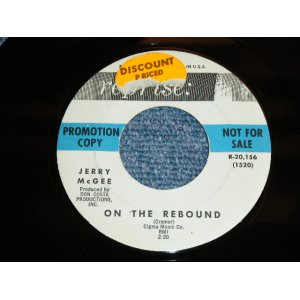 IN U.S.A.
DISCOUNT
P-RICED
reprise:
PROMOTION
COPY
NOT FOR
SALE
R-20,156
(1520)
JERRY
McGEE
Produced by
DON COSTA
PRODUCTIONS,
INC.
ON THE REBOUND
(Cramer)
Cigma Music Co.
BMI
2:20